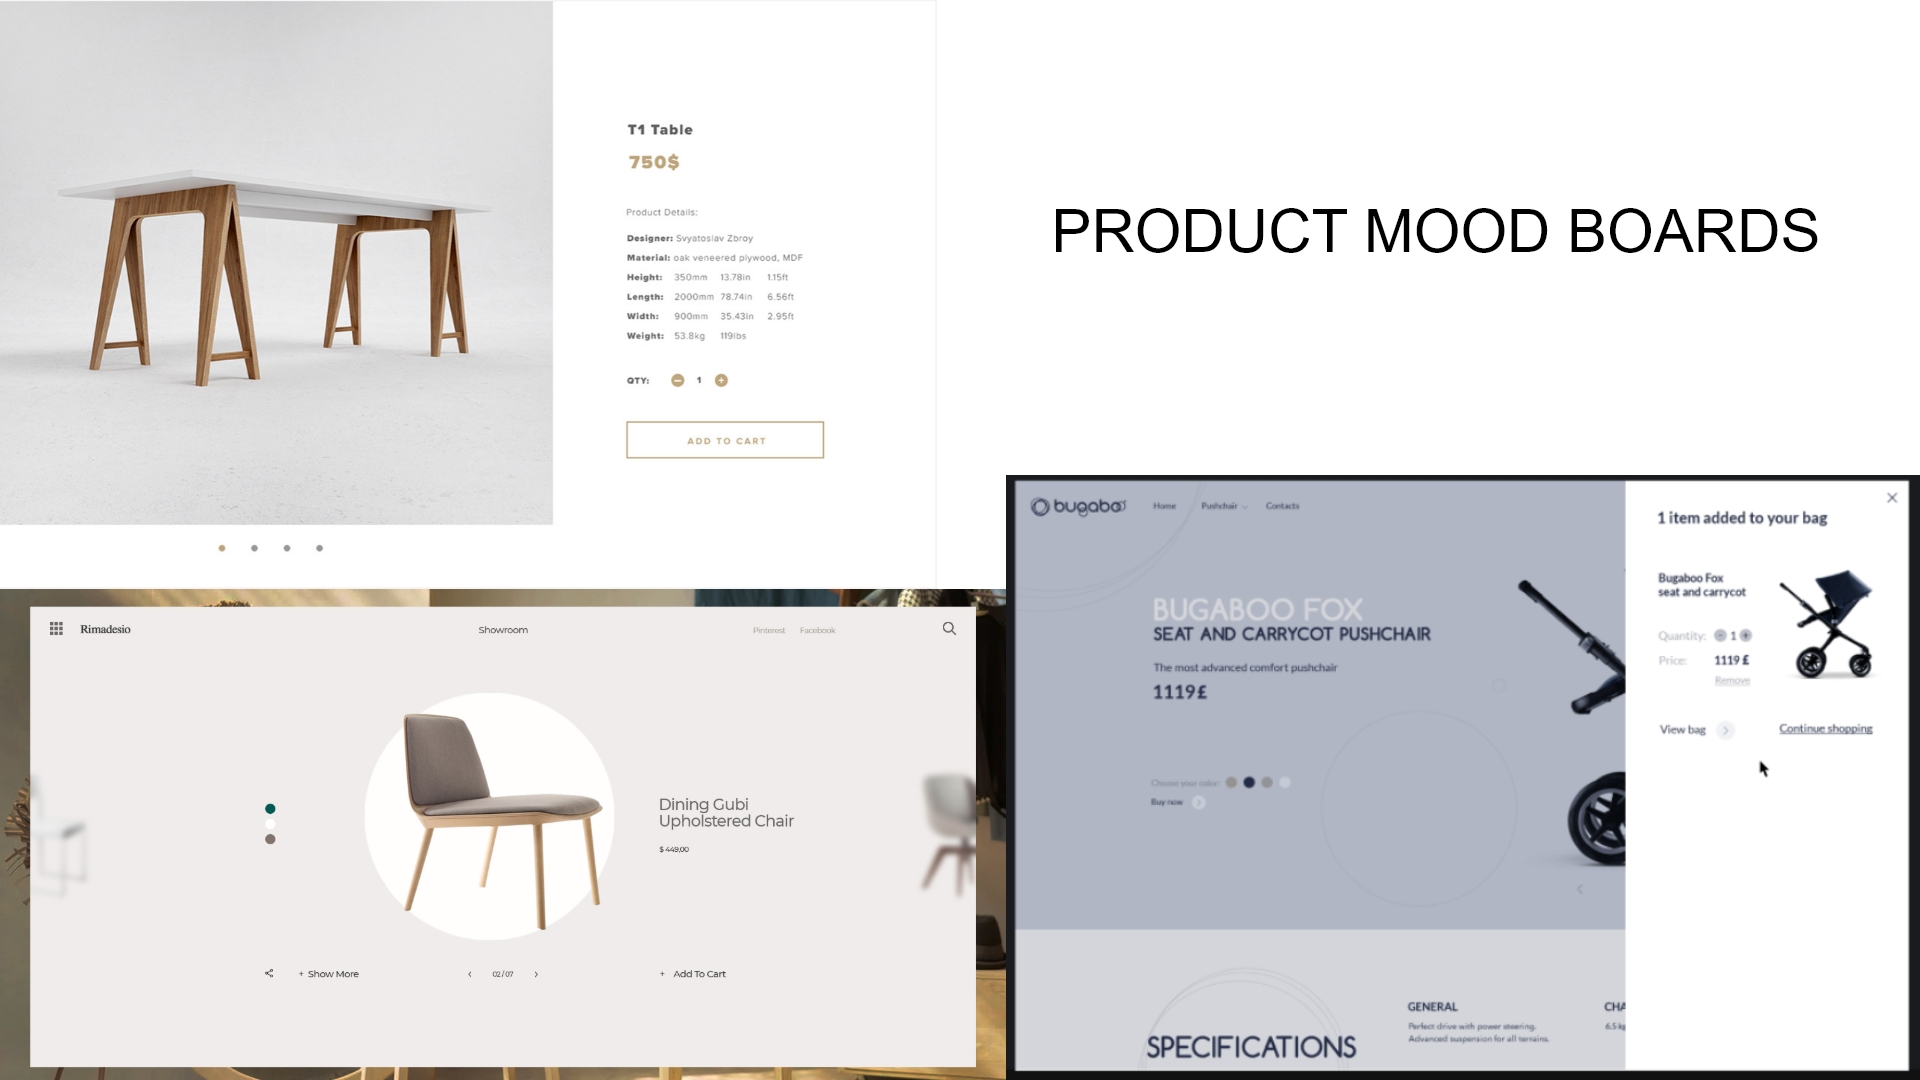 T1 Table
750$
Product Details:
Designer: Svyatoslav Zbroy
Material: oak veneered plywood, MDF
Height: 350mm 13.78in 1.15ft
Length: 2000mm 78.74in 6.56ft
Width: 900mm 35.43in 2.95ft
Weight: 53.8kg 119lbs
QTY: 1
ADD TO CART
PRODUCT MOOD BOARDS
Rimadesio
Showroom
Pinterest Facebook
Dining Gubi
Upholstered Chair
$ 449,00
+ Show More
02 / 07
+ Add To Cart
bugaboo
Home Pushchair Contacts
BUGABOO FOX
SEAT AND CARRYCOT PUSHCHAIR
The most advanced comfort pushchair
1119£
Choose your color:
Buy now
SPECIFICATIONS
GENERAL
Perfect drive with power steering.
Advanced suspension for all terrains.
CHA
6.5 kg
1 item added to your bag
Bugaboo Fox
seat and carrycot
Quantity: 1
Price: 1119 £
Remove
View bag
Continue shopping